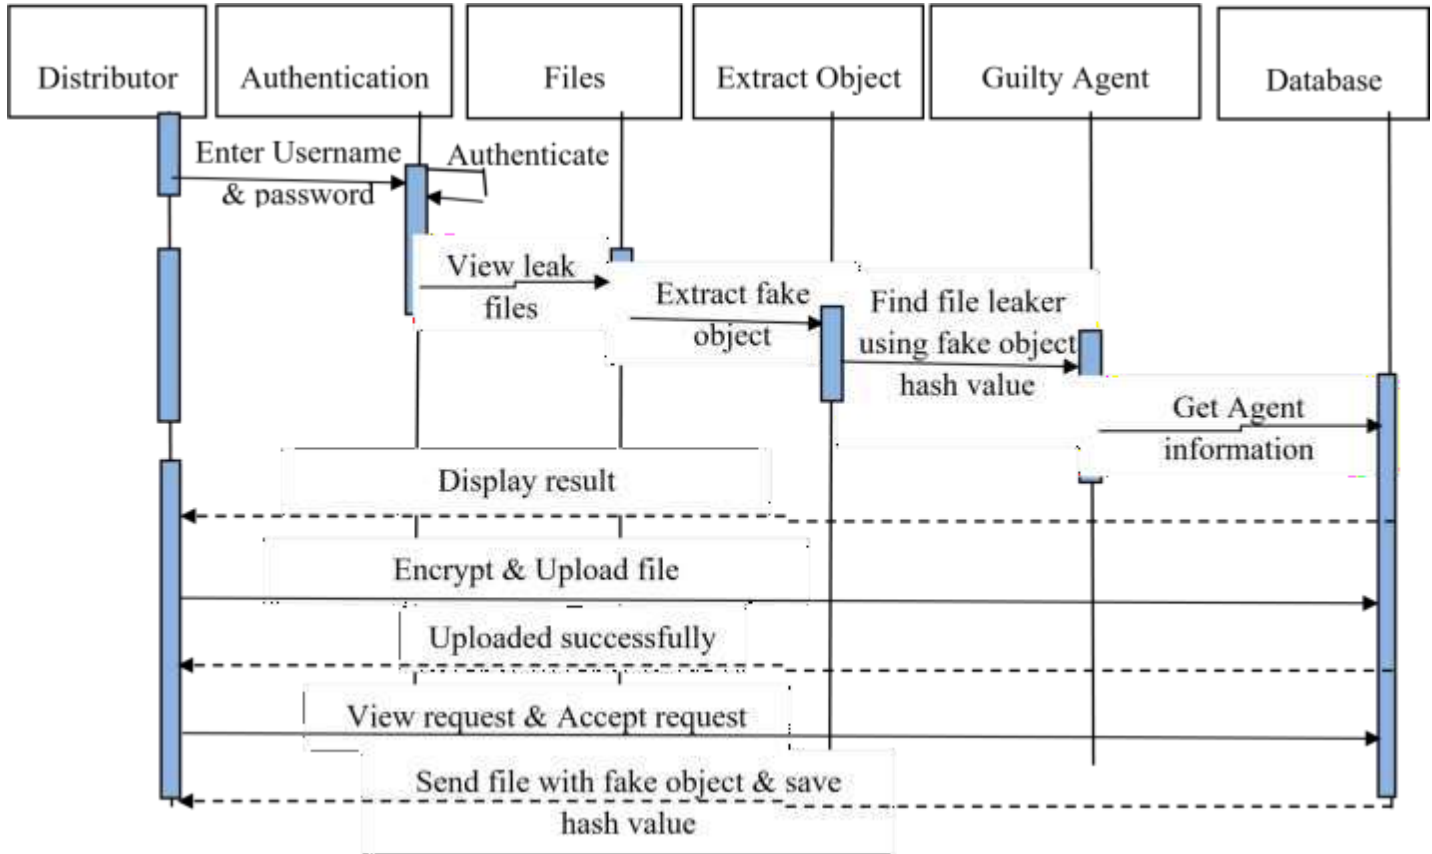 Distributor
Authentication
Files
Extract Object
Guilty Agent
Database
Enter Username
& password
Authenticate
View leak
files
Extract fake
object
Find file leaker
using fake object
hash value
Get Agent
information
Display result
Encrypt & Upload file
Uploaded successfully
View request & Accept request
Send file with fake object & save
hash value